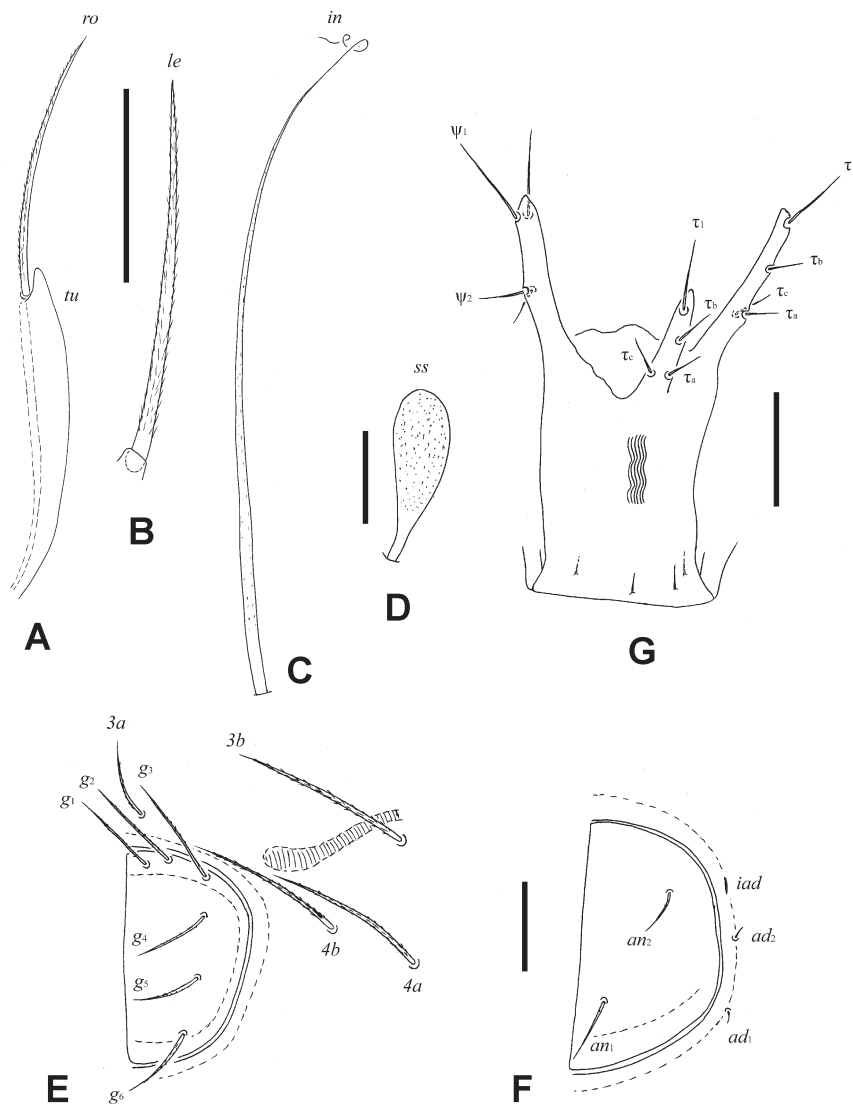 ro
tu
A
le
B
in
C
ss
D
ψ1
ψ2
τ1
τb
τc
τa
τ
τb
τc
τa
G
3a
g1
g2
g3
3b
g4
g5
g6
4b
4a
E
iad
an2
ad2
an1
ad1
F